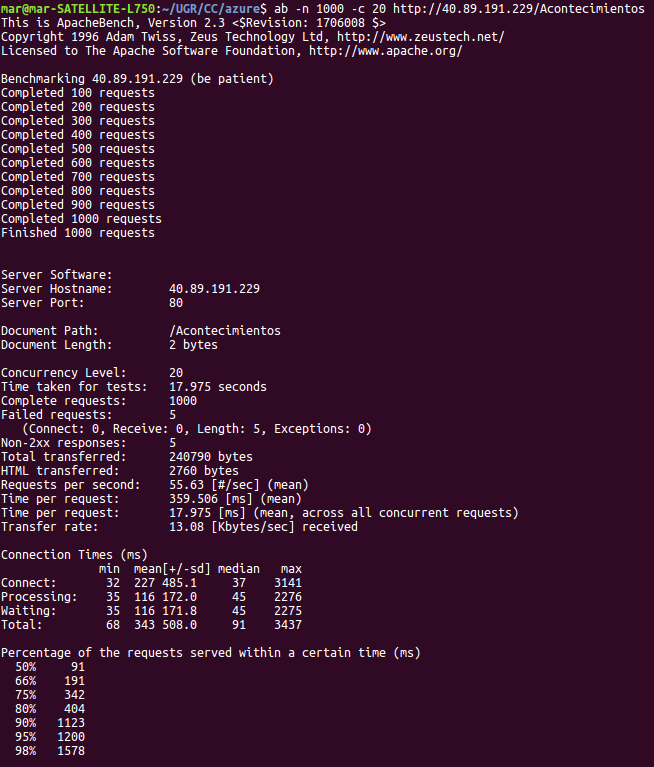 mar@mar-SATELLITE-L750:~/UGR/CC/azure$ ab -n 1000 -c 20 http://40.89.191.229/Acontecimientos
This is ApacheBench, Version 2.3 <$Revision: 1706008 $>
Copyright 1996 Adam Twiss, Zeus Technology Ltd, http://www.zeustech.net/
Licensed to The Apache Software Foundation, http://www.apache.org/

Benchmarking 40.89.191.229 (be patient)
Completed 100 requests
Completed 200 requests
Completed 300 requests
Completed 400 requests
Completed 500 requests
Completed 600 requests
Completed 700 requests
Completed 800 requests
Completed 900 requests
Completed 1000 requests
Finished 1000 requests


Server Software:
Server Hostname:        40.89.191.229
Server Port:            80

Document Path:          /Acontecimientos
Document Length:        2 bytes

Concurrency Level:      20
Time taken for tests:   17.975 seconds
Complete requests:      1000
Failed requests:        5
   (Connect: 0, Receive: 0, Length: 5, Exceptions: 0)
Non-2xx responses:      5
Total transferred:      240790 bytes
HTML transferred:       2760 bytes
Requests per second:    55.63 [#/sec] (mean)
Time per request:       359.506 [ms] (mean)
Time per request:       17.975 [ms] (mean, across all concurrent requests)
Transfer rate:          13.08 [Kbytes/sec] received

Connection Times (ms)
              min  mean[+/-sd] median   max
Connect:       32  227 485.1     37    3141
Processing:    35  116 172.0     45    2276
Waiting:       35  116 171.8     45    2275
Total:         68  343 508.0     91    3437

Percentage of the requests served within a certain time (ms)
  50%     91
  66%    191
  75%    342
  80%    404
  90%   1123
  95%   1200
  98%   1578